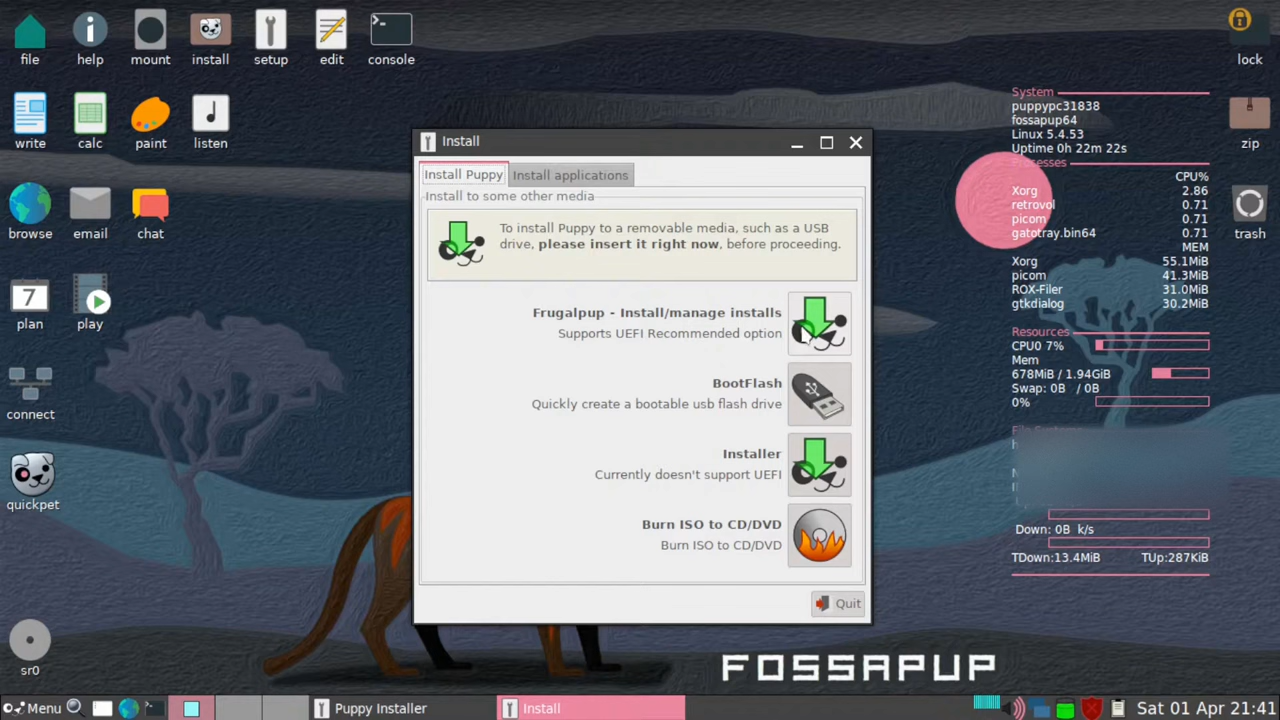 file
help
mount
install
setup
edit
console
lock
write
calc
paint
listen
zip
browse
email
chat
trash
plan
play
connect
quickpet
sr0
Install
Install Puppy
Install applications
Install to some other media
To install Puppy to a removable media, such as a USB
drive, please insert it right now, before proceeding.
Frugalpup - Install/manage installs
Supports UEFI Recommended option
BootFlash
Quickly create a bootable usb flash drive
Installer
Currently doesn't support UEFI
Burn ISO to CD/DVD
Burn ISO to CD/DVD
Quit
System
puppypc31838
fossapup64
Linux 5.4.53
Uptime 0h 22m 22s
Processes
CPU%
Xorg 2.86
retrovol 0.71
picom 0.71
gatotray.bin64 0.71
MEM
Xorg 55.1MiB
picom 41.3MiB
ROX-Filer 31.0MiB
gtkdialog 30.2MiB
Resources
CPU0 7%
Mem
678MiB / 1.94GiB
Swap: 0B / 0B
0%
Down: 0B k/s
TDown:13.4MiB TUp:287KiB
FOSSAPUP
Menu
Puppy Installer
Install
Sat 01 Apr 21:41
7